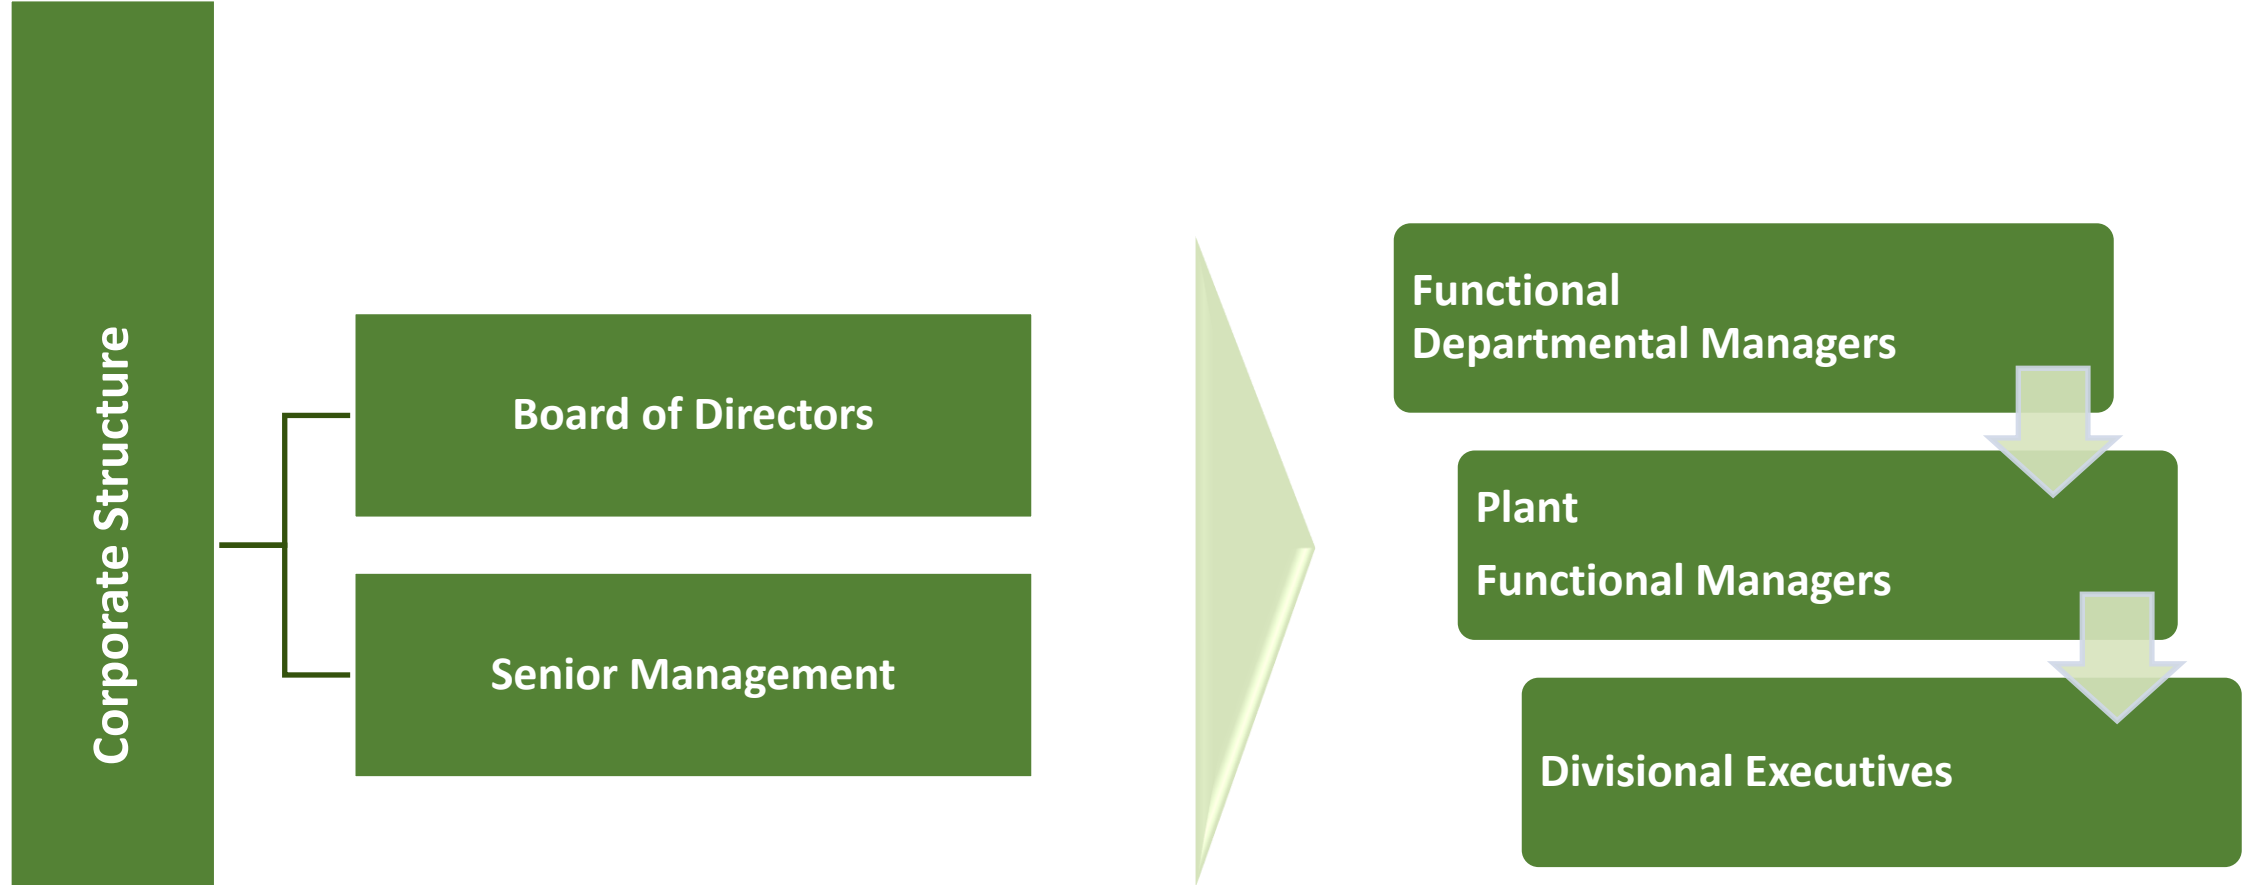 Corporate Structure
Board of Directors
Senior Management
Functional
Departmental Managers
Plant
Functional Managers
Divisional Executives